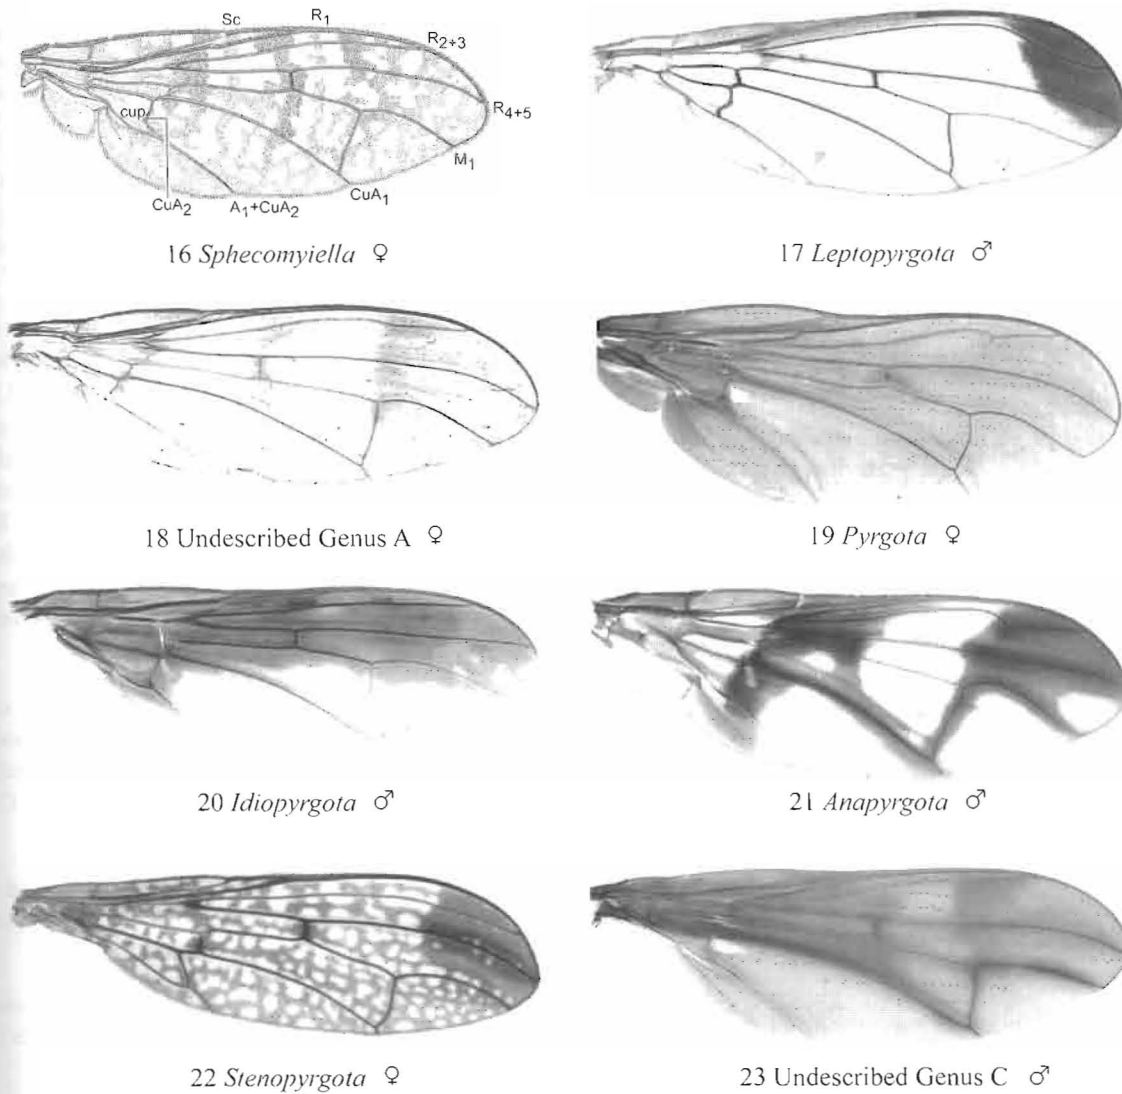 Sc
R1
R2+3
R4+5
cup
M1
CuA2
A1+CuA2
CuA1
16 Sphecomyiella ♀
17 Leptopyrgota ♂
18 Undescribed Genus A ♀
19 Pyrgota ♀
20 Idiopyrgota ♂
21 Anapyrgota ♂
22 Stenopyrgota ♀
23 Undescribed Genus C ♂